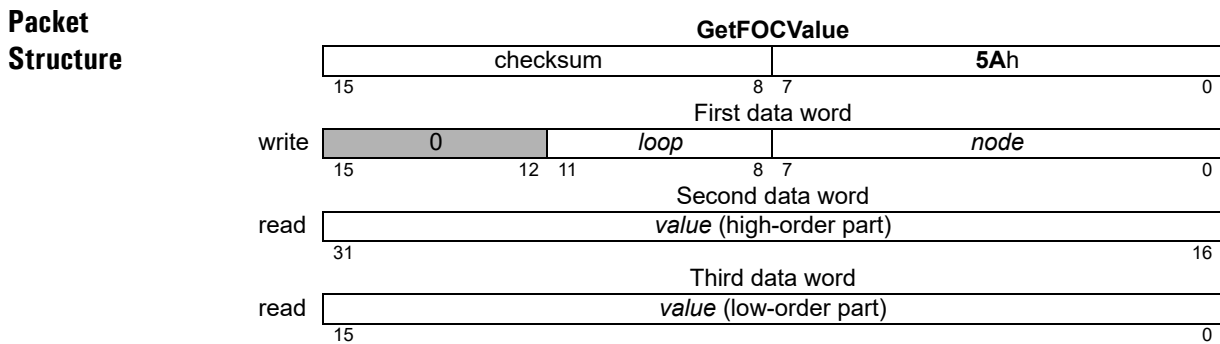 Packet
Structure
GetFOCValue
checksum 5Ah
15 8 7 0
First data word
write 0 loop node
15 12 11 8 7 0
Second data word
read value (high-order part)
31 16
Third data word
read value (low-order part)
15 0